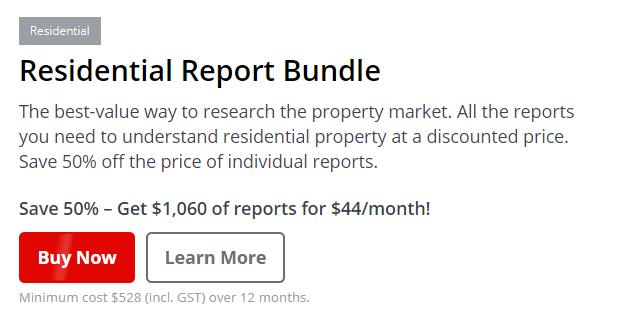 Residential
Residential Report Bundle
The best-value way to research the property market. All the reports
you need to understand residential property at a discounted price.
Save 50% off the price of individual reports.
Save 50% – Get $1,060 of reports for $44/month!
Buy Now
Learn More
Minimum cost $528 (incl. GST) over 12 months.